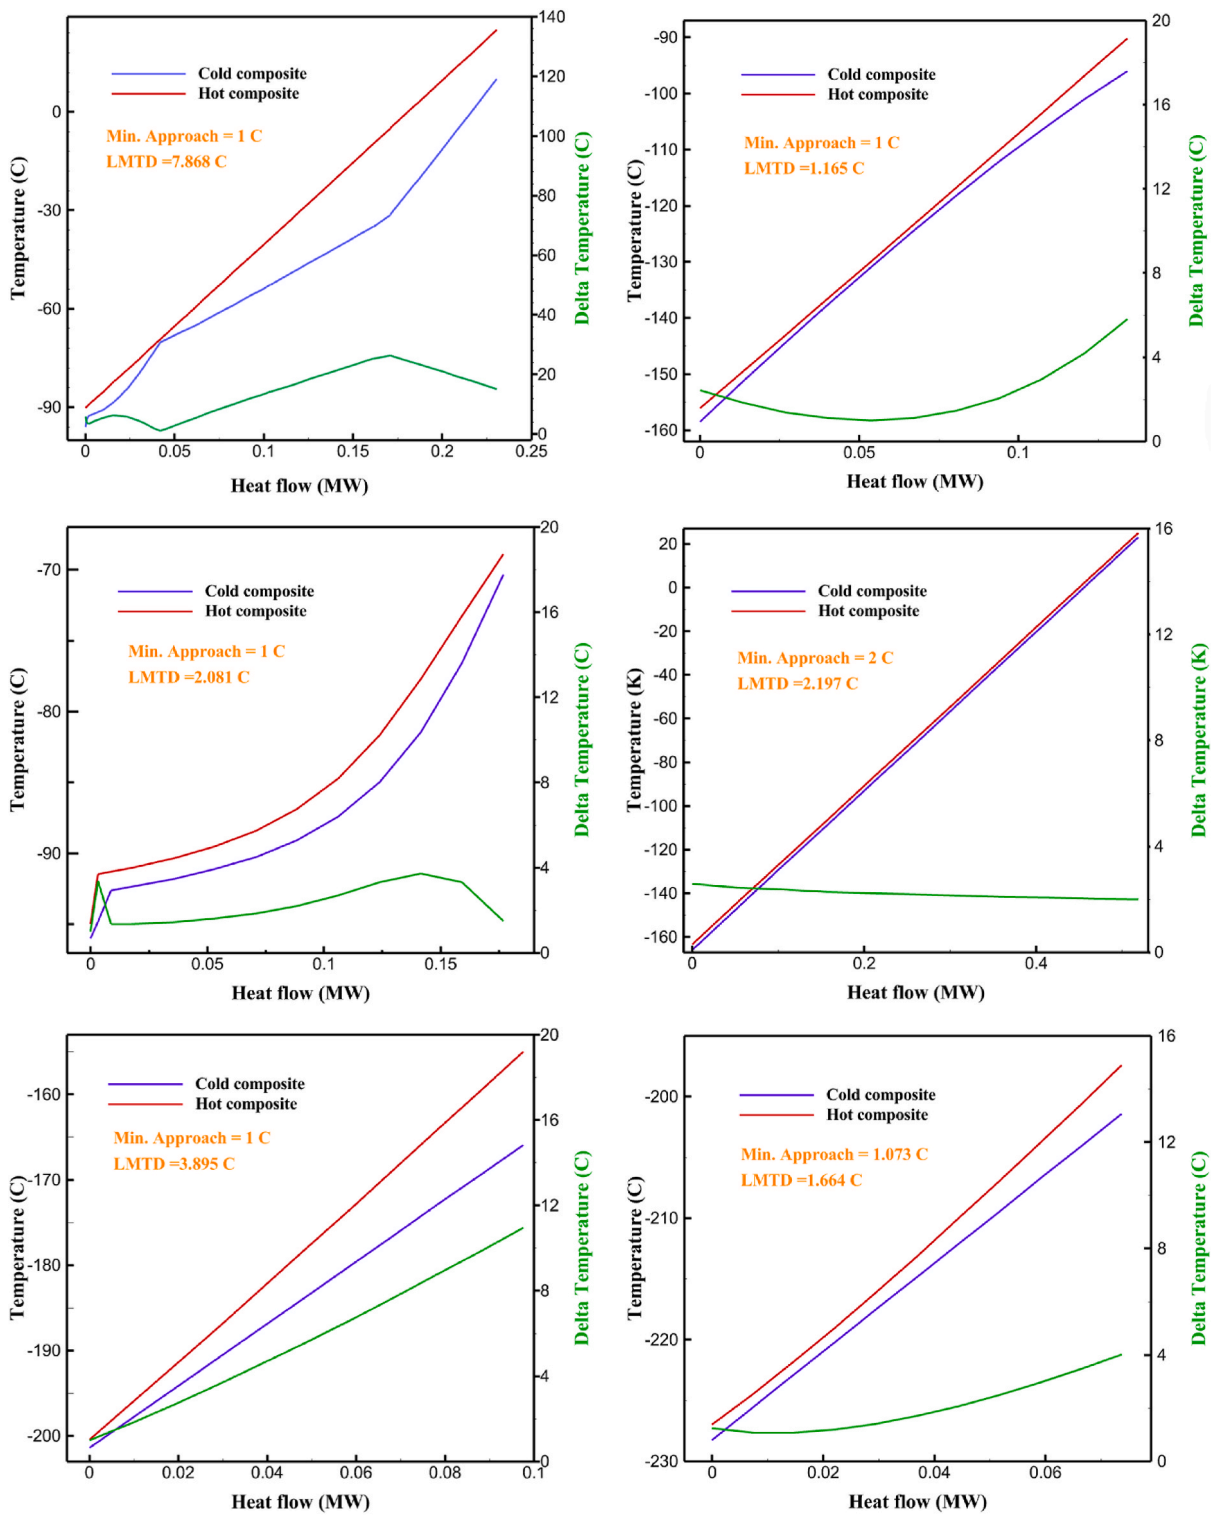 Cold composite
Hot composite
Min. Approach = 1 C
LMTD =7.868 C
Temperature (C)
0
-30
-60
-90
0
0.05
0.1
0.15
0.2
0.25
Heat flow (MW)
140
120
100
80
60
40
20
0
Delta Temperature (C)
Cold composite
Hot composite
Min. Approach = 1 C
LMTD =1.165 C
Temperature (C)
-90
-100
-110
-120
-130
-140
-150
-160
0
0.05
0.1
Heat flow (MW)
20
16
12
8
4
0
Delta Temperature (C)
Cold composite
Hot composite
Min. Approach = 1 C
LMTD =2.081 C
Temperature (C)
-70
-80
-90
0
0.05
0.1
0.15
Heat flow (MW)
20
16
12
8
4
0
Delta Temperature (C)
Cold composite
Hot composite
Min. Approach = 2 C
LMTD =2.197 C
Temperature (K)
20
0
-20
-40
-60
-80
-100
-120
-140
-160
0
0.2
0.4
Heat flow (MW)
16
12
8
4
0
Delta Temperature (K)
Cold composite
Hot composite
Min. Approach = 1 C
LMTD =3.895 C
Temperature (C)
-160
-170
-180
-190
-200
0
0.02
0.04
0.06
0.08
0.1
Heat flow (MW)
20
16
12
8
4
0
Delta Temperature (C)
Cold composite
Hot composite
Min. Approach = 1.073 C
LMTD =1.664 C
Temperature (C)
-200
-210
-220
-230
0
0.02
0.04
0.06
Heat flow (MW)
16
12
8
4
0
Delta Temperature (C)